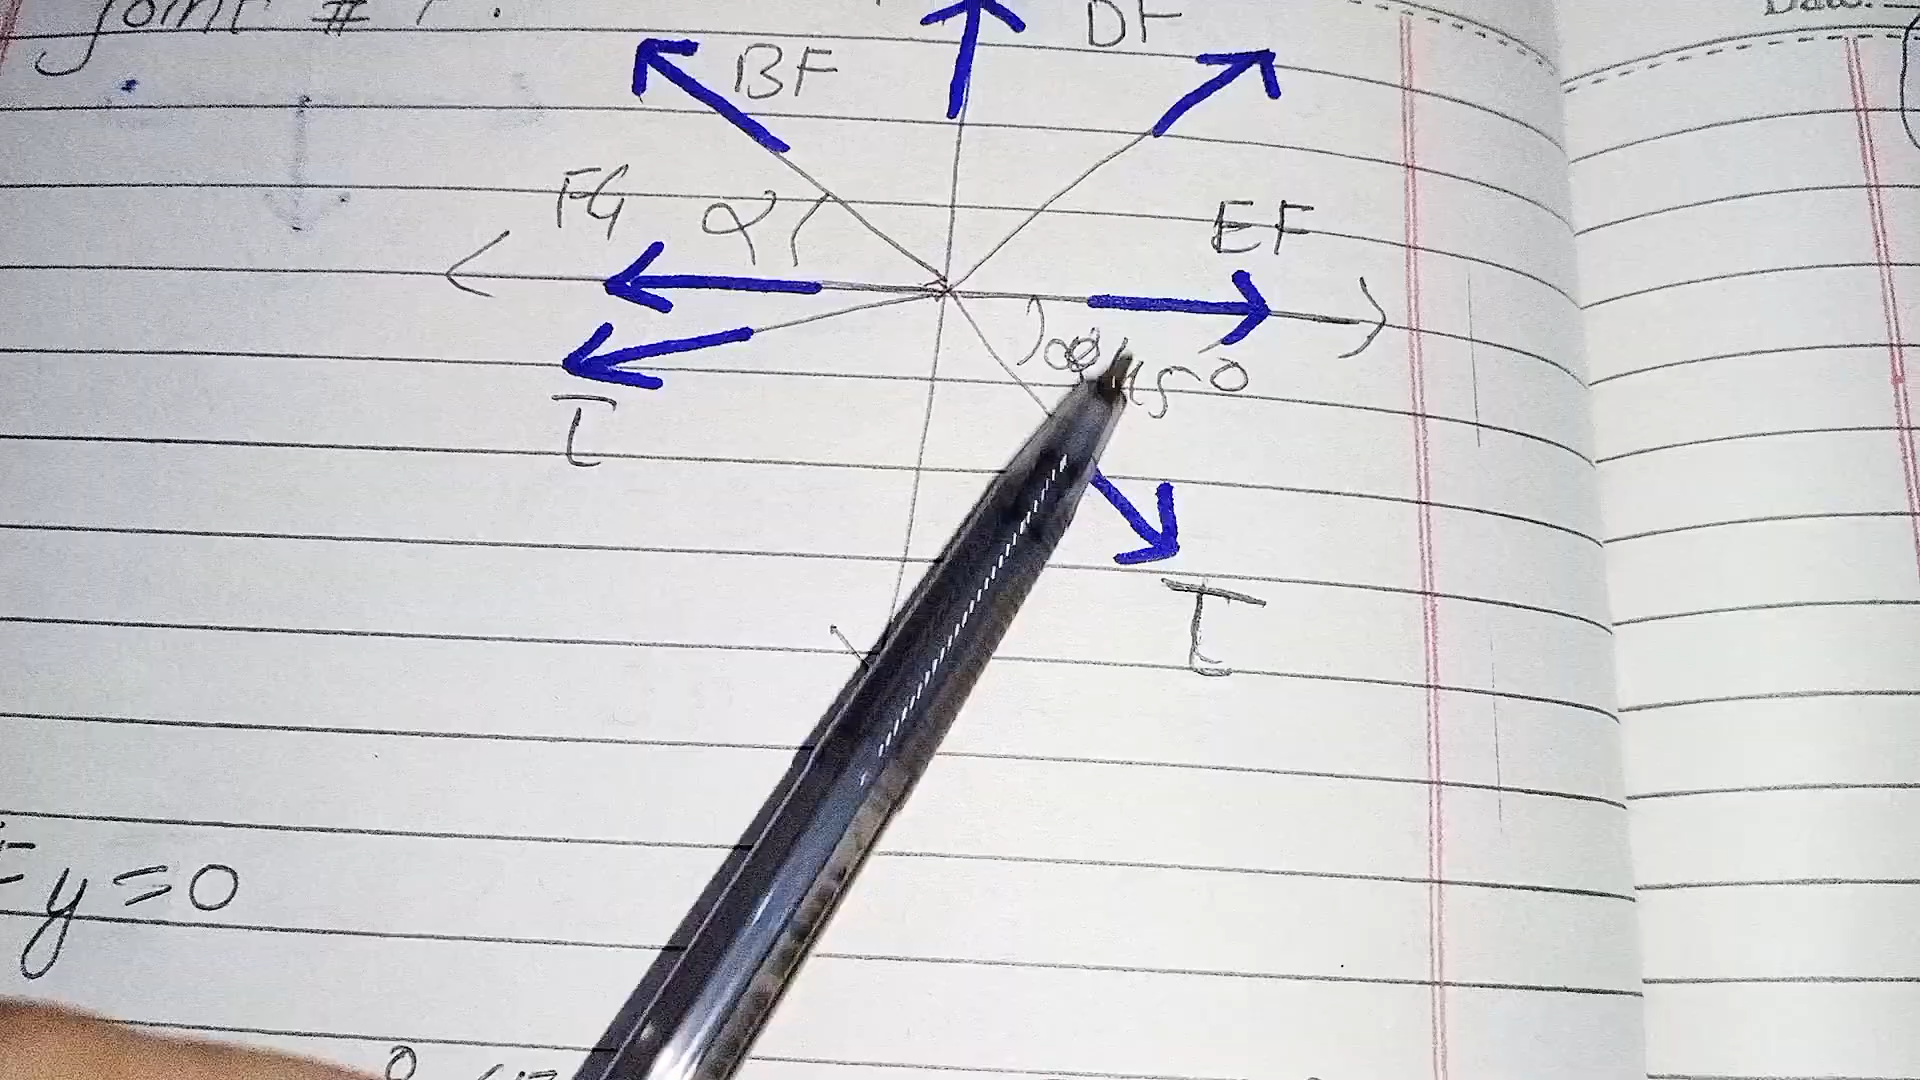 Joint # F.
DF
BF
FG α
EF
45°
T
T
Fy=0